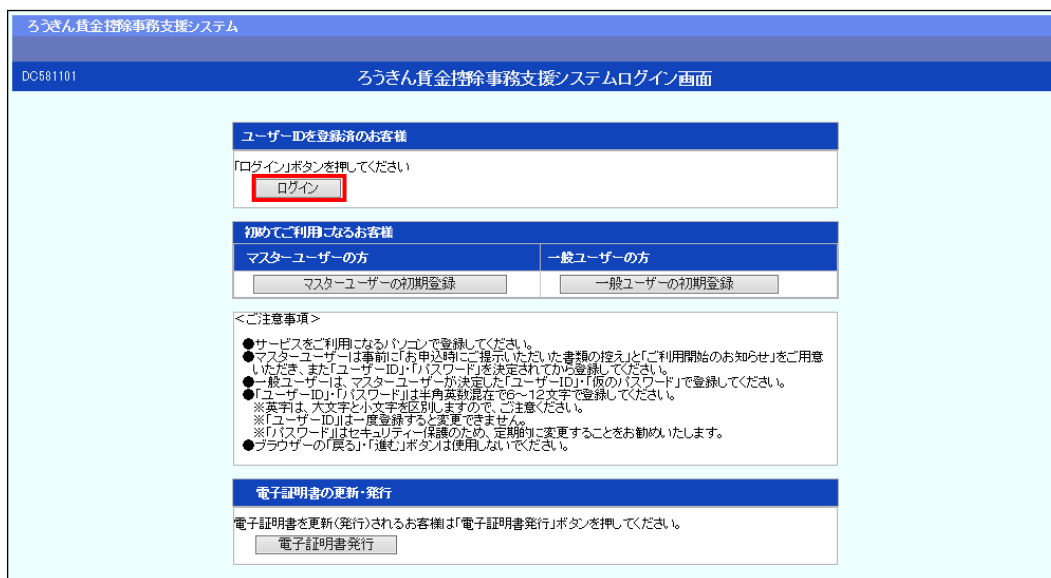 ろうきん賃金控除事務支援システム
DC581101
ろうきん賃金控除事務支援システムログイン画面
ユーザーIDを登録済のお客様
「ログイン」ボタンを押してください
ログイン
初めてご利用になるお客様
マスターユーザーの方
一般ユーザーの方
マスターユーザーの初期登録
一般ユーザーの初期登録
<ご注意事項>
●サービスをご利用になるパソコンで登録してください。
●マスターユーザーは事前に「お申込時にご提示いただいた書類の控え」と「ご利用開始のお知らせ」をご用意
いただき、また「ユーザーID」・「パスワード」を決定されてから登録してください。
●一般ユーザーは、マスターユーザーが決定した「ユーザーID」・「仮のパスワード」で登録してください。
●「ユーザーID」・「パスワード」は半角英数混在で6～12文字で登録してください。
※英字は、大文字と小文字を区別しますので、ご注意ください。
※「ユーザーID」は一度登録すると変更できません。
※「パスワード」はセキュリティー保護のため、定期的に変更することをお勧めいたします。
●ブラウザーの「戻る」・「進む」ボタンは使用しないでください。
電子証明書の更新・発行
電子証明書を更新(発行)されるお客様は「電子証明書発行」ボタンを押してください。
電子証明書発行